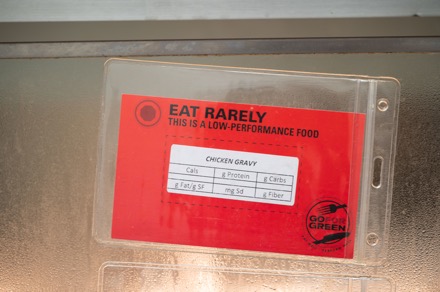 EAT RARELY
THIS IS A LOW-PERFORMANCE FOOD
CHICKEN GRAVY
Cals g Protein g Carbs
g Fat/g SF mg Sd g Fiber
GO FOR
GREEN